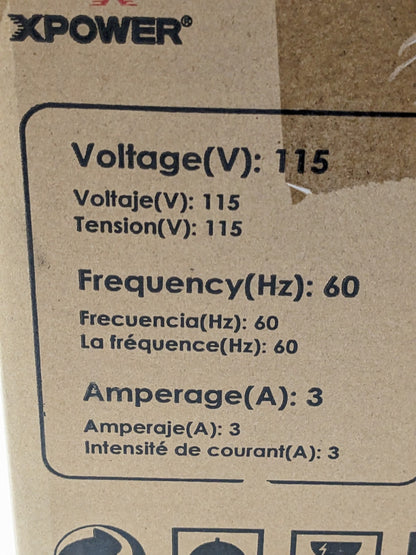 XPOWER®
Voltage(V): 115
Voltaje(V): 115
Tension(V): 115
Frequency(Hz): 60
Frecuencia(Hz): 60
La fréquence(Hz): 60
Amperage(A): 3
Amperaje(A): 3
Intensité de courant(A): 3